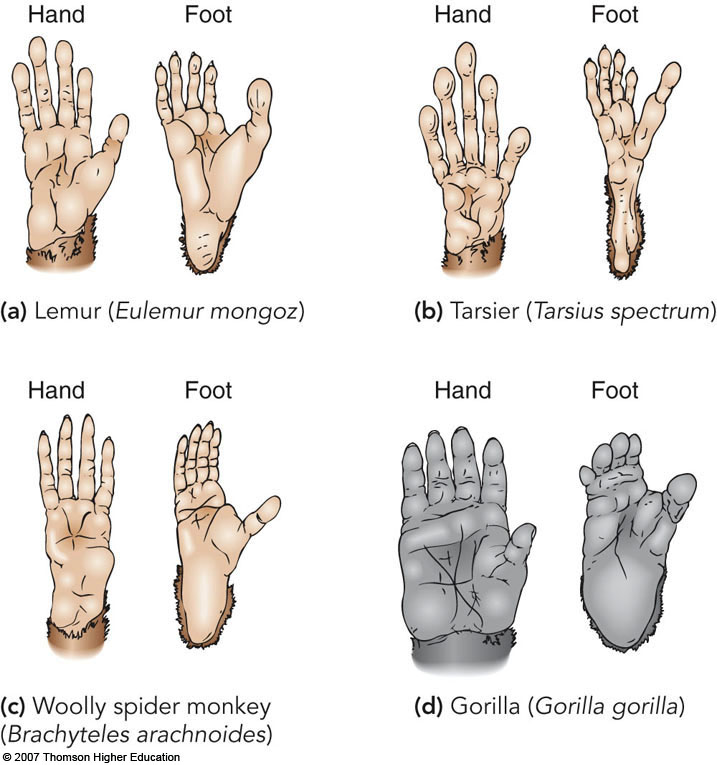 Hand Foot
Hand Foot
(a) Lemur (Eulemur mongoz)
(b) Tarsier (Tarsius spectrum)
Hand Foot
Hand Foot
(c) Woolly spider monkey
(Brachyteles arachnoides)
(d) Gorilla (Gorilla gorilla)
© 2007 Thomson Higher Education